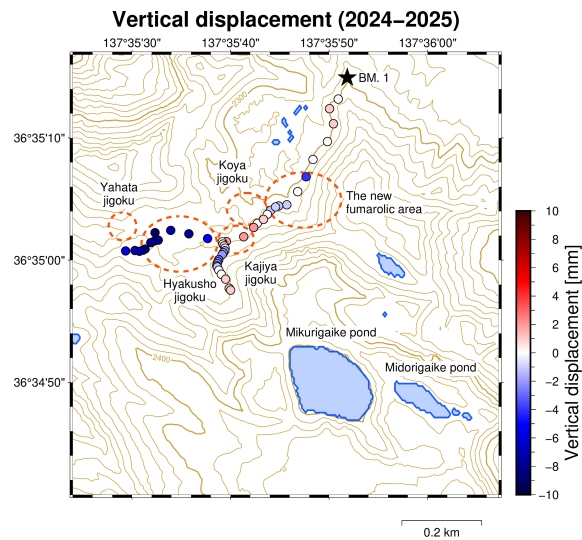 Vertical displacement (2024−2025)
137°35'30" 137°35'40" 137°35'50" 137°36'00"
BM. 1
2300
36°35'10"
Koya
jigoku
Yahata
jigoku
The new
fumarolic area
36°35'00"
Kajiya
jigoku
Hyakusho
jigoku
Mikurigaike pond
2400
Midorigaike pond
36°34'50"
10
8
6
4
2
0
−2
−4
−6
−8
−10
Vertical displacement [mm]
0.2 km